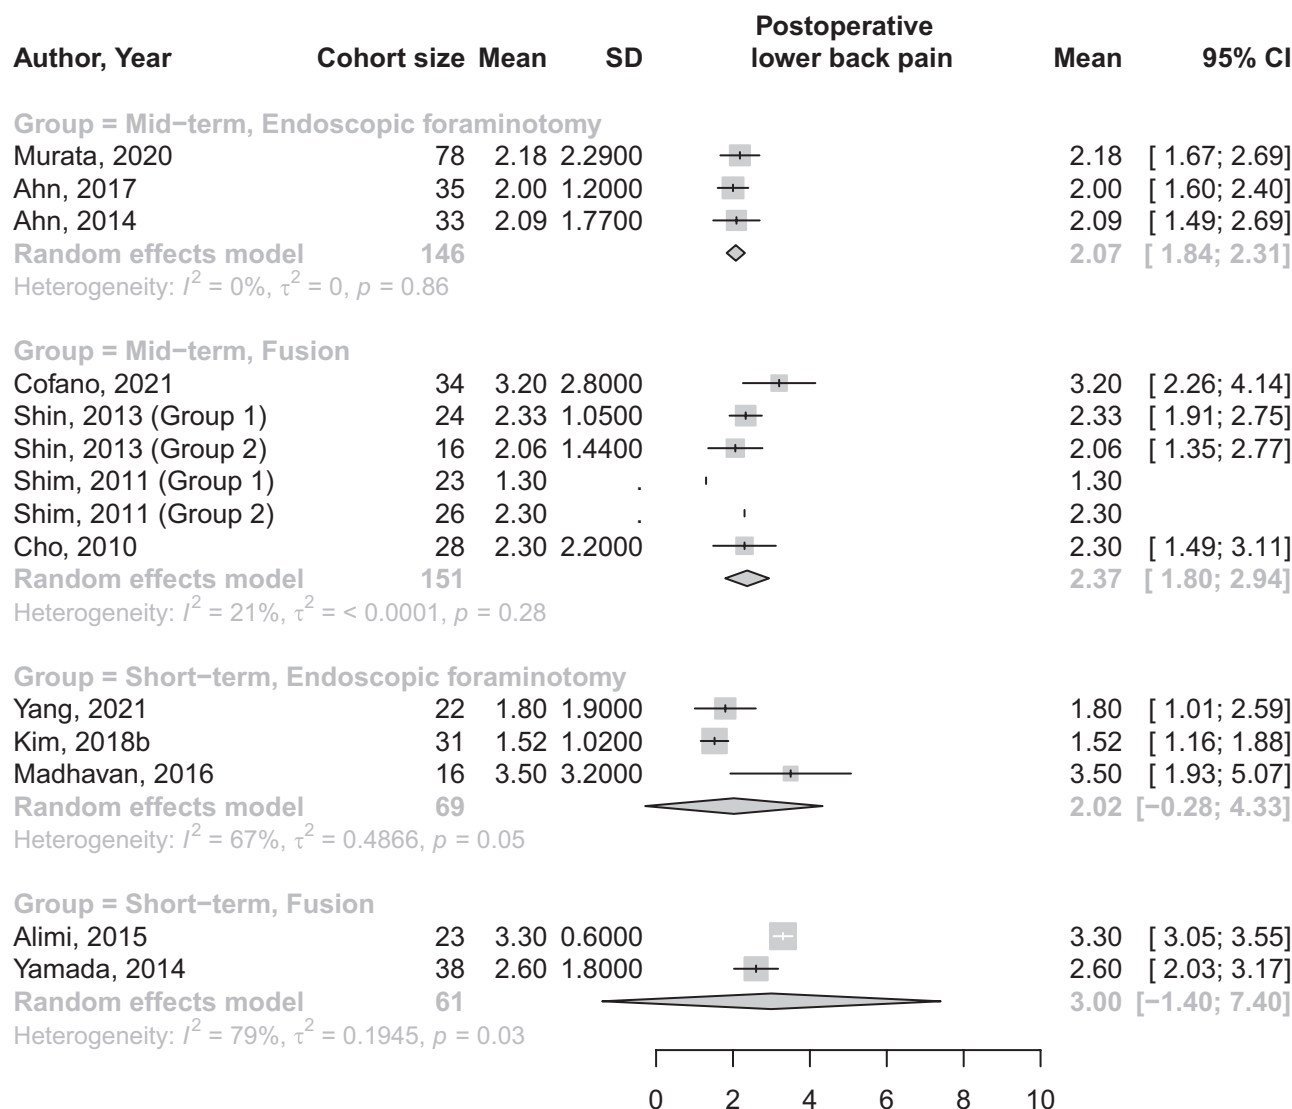 Postoperative
Author, Year Cohort size Mean SD lower back pain Mean 95% CI
Group = Mid−term, Endoscopic foraminotomy
Murata, 2020 78 2.18 2.2900 2.18 [ 1.67; 2.69]
Ahn, 2017 35 2.00 1.2000 2.00 [ 1.60; 2.40]
Ahn, 2014 33 2.09 1.7700 2.09 [ 1.49; 2.69]
Random effects model 146 2.07 [ 1.84; 2.31]
Heterogeneity: I² = 0%, τ² = 0, p = 0.86
Group = Mid−term, Fusion
Cofano, 2021 34 3.20 2.8000 3.20 [ 2.26; 4.14]
Shin, 2013 (Group 1) 24 2.33 1.0500 2.33 [ 1.91; 2.75]
Shin, 2013 (Group 2) 16 2.06 1.4400 2.06 [ 1.35; 2.77]
Shim, 2011 (Group 1) 23 1.30 . 1.30
Shim, 2011 (Group 2) 26 2.30 . 2.30
Cho, 2010 28 2.30 2.2000 2.30 [ 1.49; 3.11]
Random effects model 151 2.37 [ 1.80; 2.94]
Heterogeneity: I² = 21%, τ² = < 0.0001, p = 0.28
Group = Short−term, Endoscopic foraminotomy
Yang, 2021 22 1.80 1.9000 1.80 [ 1.01; 2.59]
Kim, 2018b 31 1.52 1.0200 1.52 [ 1.16; 1.88]
Madhavan, 2016 16 3.50 3.2000 3.50 [ 1.93; 5.07]
Random effects model 69 2.02 [−0.28; 4.33]
Heterogeneity: I² = 67%, τ² = 0.4866, p = 0.05
Group = Short−term, Fusion
Alimi, 2015 23 3.30 0.6000 3.30 [ 3.05; 3.55]
Yamada, 2014 38 2.60 1.8000 2.60 [ 2.03; 3.17]
Random effects model 61 3.00 [−1.40; 7.40]
Heterogeneity: I² = 79%, τ² = 0.1945, p = 0.03
0 2 4 6 8 10